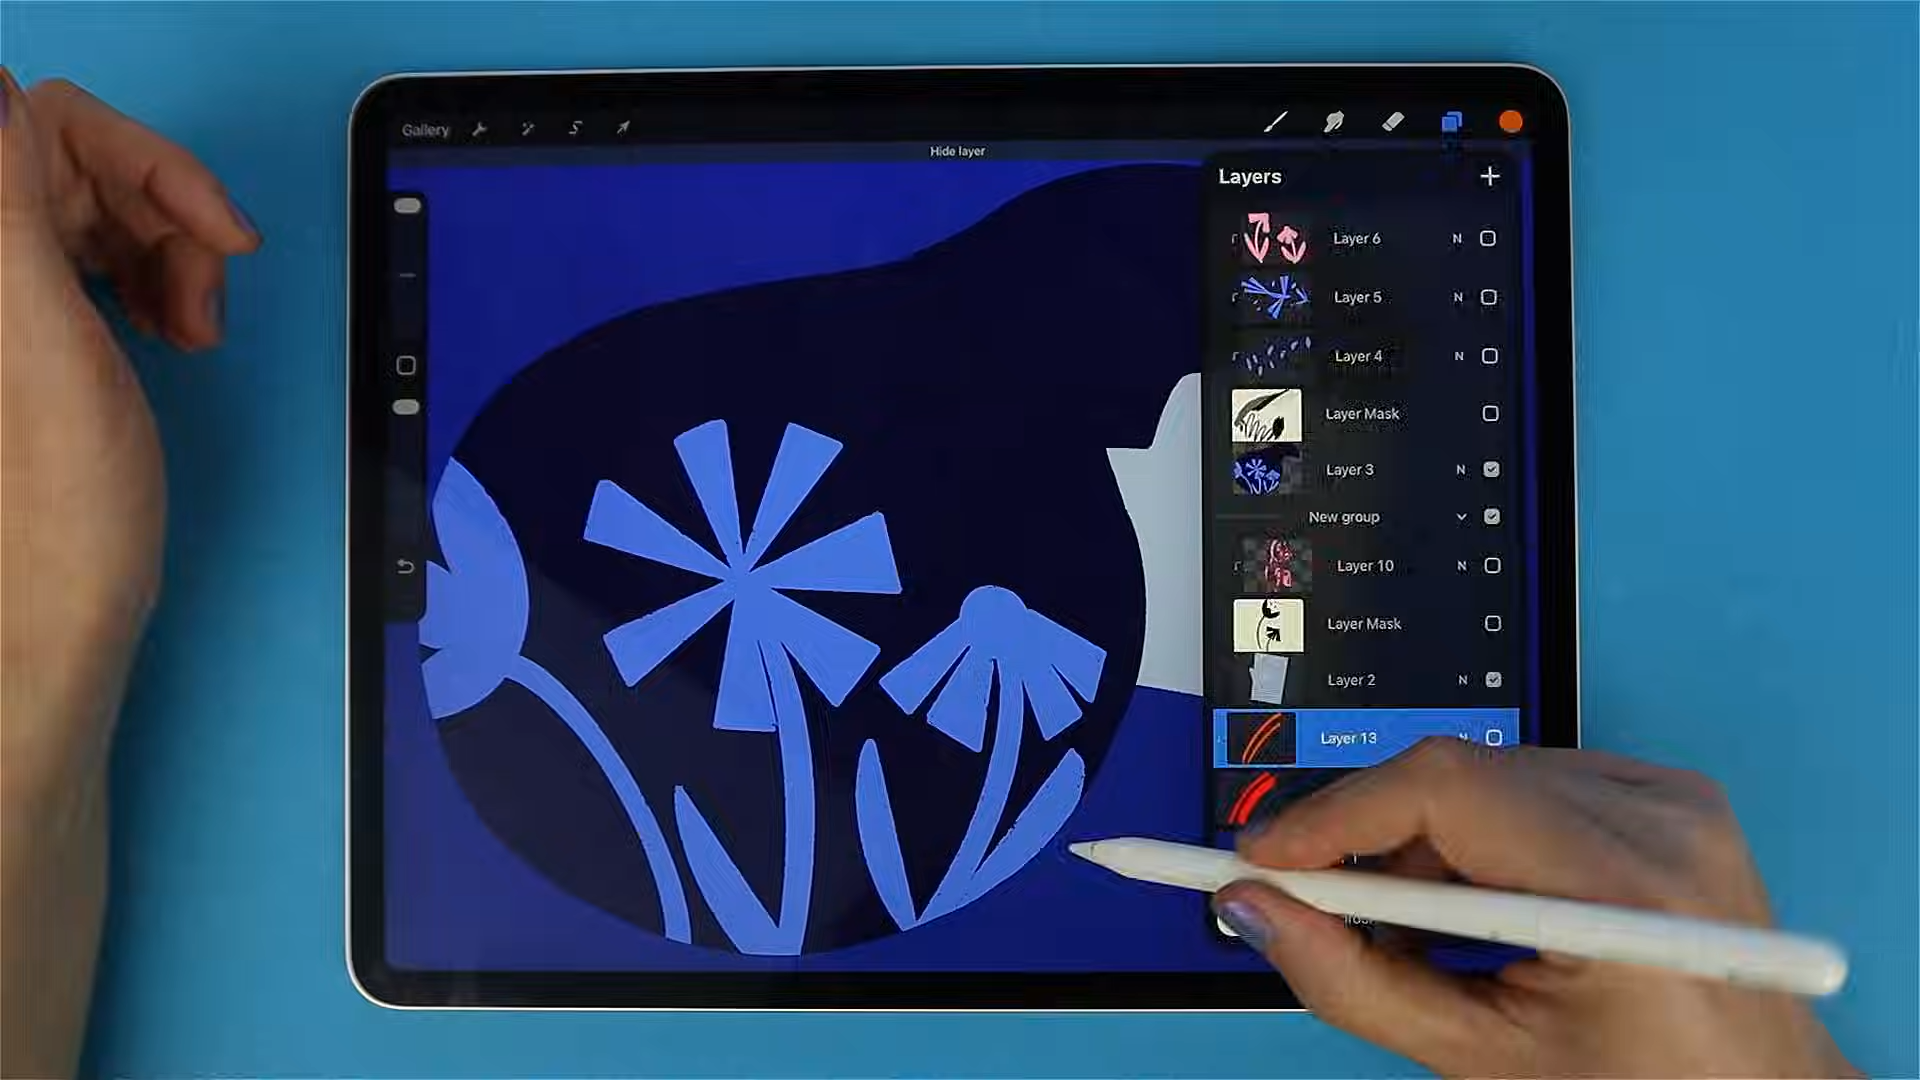 Gallery
Hide layer
Layers
Layer 6 N
Layer 5 N
Layer 4 N
Layer Mask
Layer 3 N
New group
Layer 10 N
Layer Mask
Layer 2 N
Layer 13 N